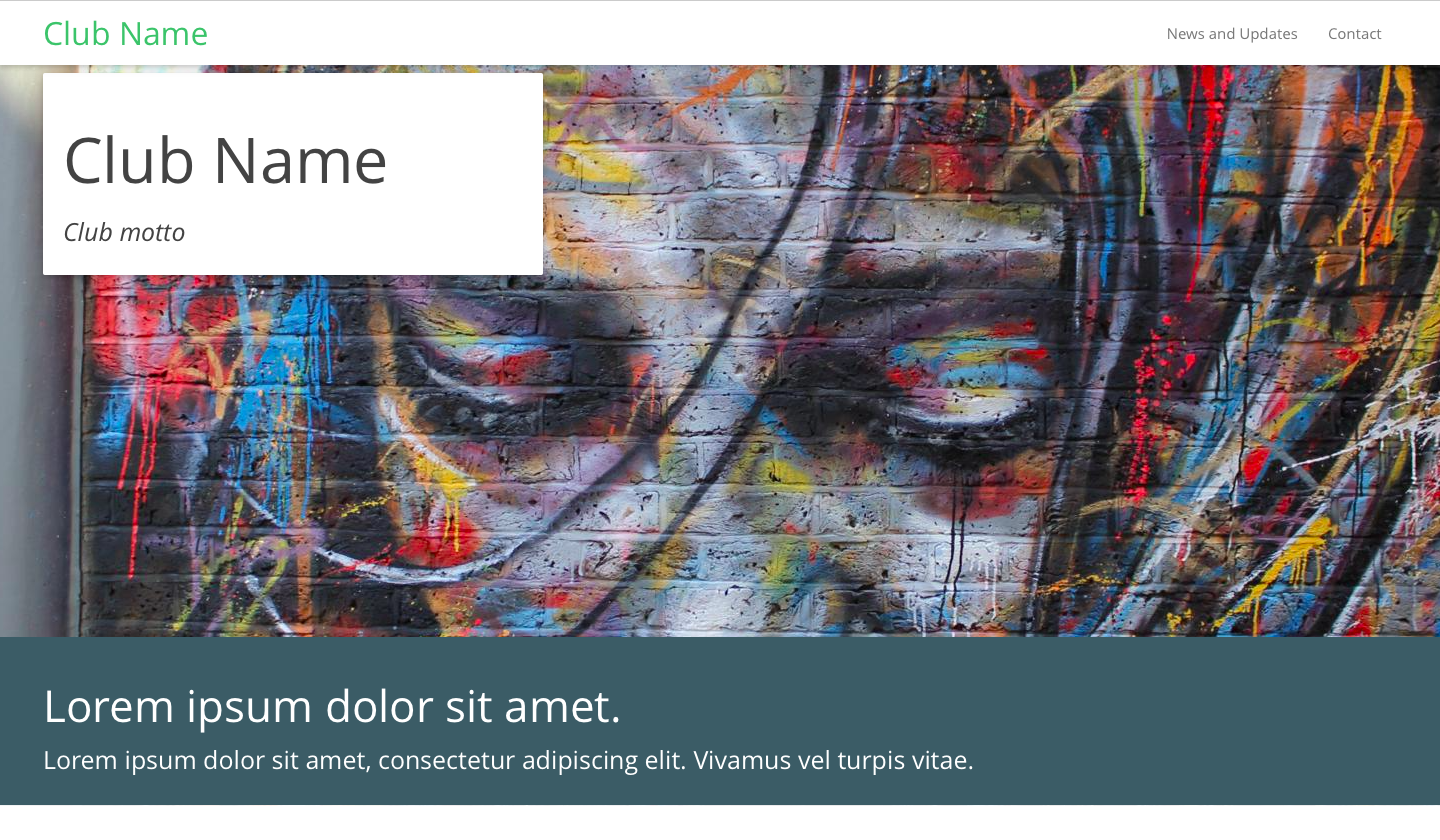 Club Name
News and Updates
Contact
Club Name
Club motto
Lorem ipsum dolor sit amet.
Lorem ipsum dolor sit amet, consectetur adipiscing elit. Vivamus vel turpis vitae.